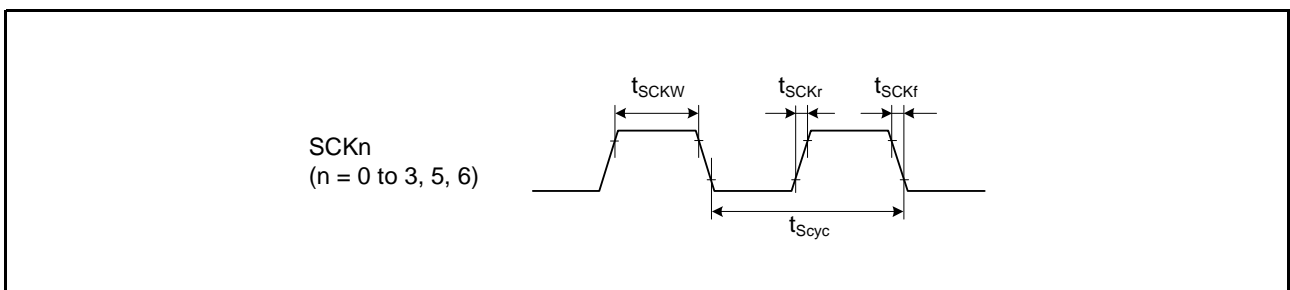 tSCKW
tSCKr
tSCKf
SCKn
(n = 0 to 3, 5, 6)
tScyc